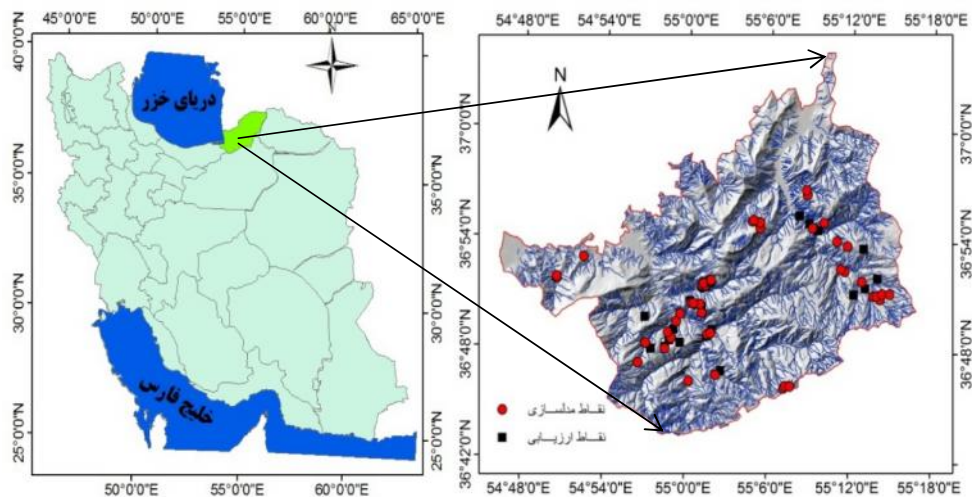 45°0'0"E 50°0'0"E 55°0'0"E 60°0'0"E 65°0'0"E
40°0'0"N
35°0'0"N
30°0'0"N
25°0'0"N
N
دریای خزر
خلیج فارس
35°0'0"N
30°0'0"N
25°0'0"N
50°0'0"E 55°0'0"E 60°0'0"E
54°48'0"E 54°54'0"E 55°0'0"E 55°6'0"E 55°12'0"E 55°18'0"E
N
37°0'0"N
36°54'0"N
36°48'0"N
36°42'0"N
37°0'0"N
36°54'0"N
36°48'0"N
نقاط مدلسازی
نقاط ارزیـــابی
54°48'0"E 54°54'0"E 55°0'0"E 55°6'0"E 55°12'0"E